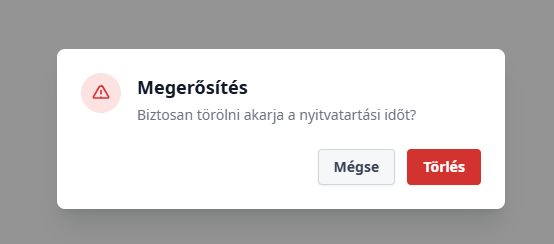 Megerősítés
Biztosan törölni akarja a nyitvatartási időt?
Mégse
Törlés